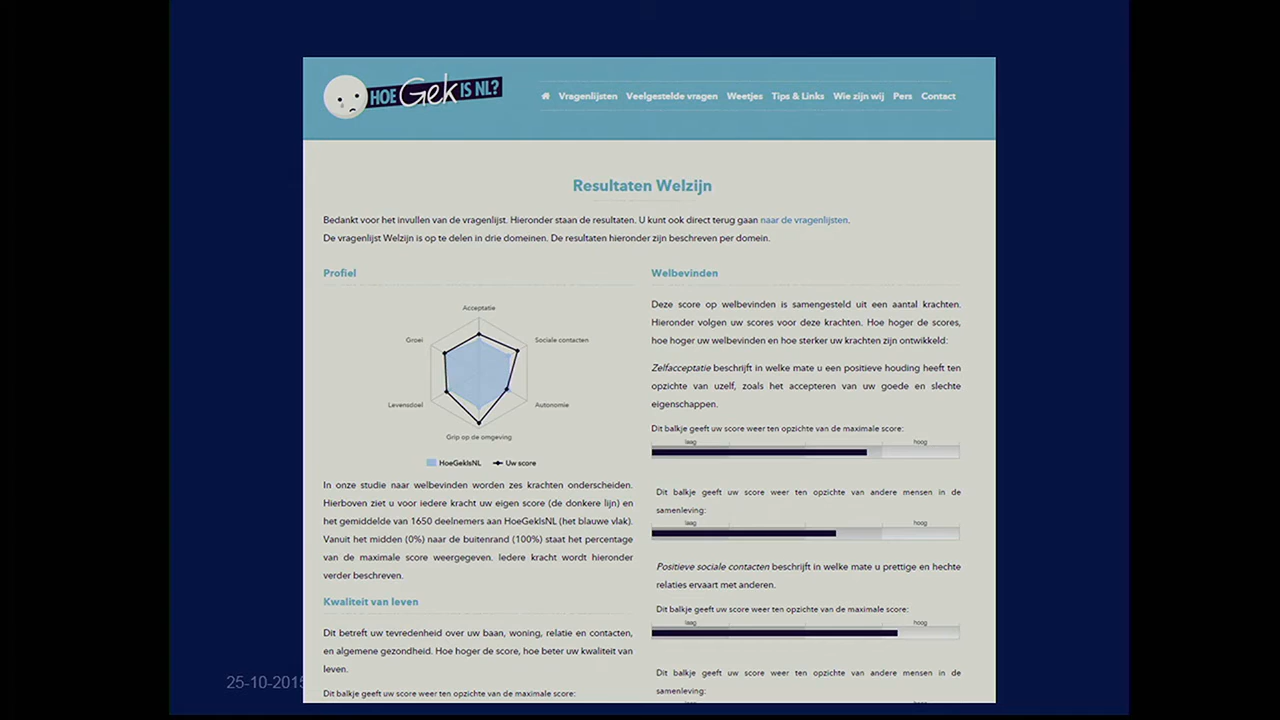 HOE Gek IS NL?
Vragenlijsten Veelgestelde vragen Weetjes Tips & Links Wie zijn wij Pers Contact
Resultaten Welzijn
Bedankt voor het invullen van de vragenlijst. Hieronder staan de resultaten. U kunt ook direct terug gaan naar de vragenlijsten.
De vragenlijst Welzijn is op te delen in drie domeinen. De resultaten hieronder zijn beschreven per domein.
Profiel
Acceptatie
Groei
Sociale contacten
Levensdoel
Autonomie
Grip op de omgeving
HoeGekIsNL Uw score
In onze studie naar welbevinden worden zes krachten onderscheiden.
Hierboven ziet u voor iedere kracht uw eigen score (de donkere lijn) en
het gemiddelde van 1650 deelnemers aan HoeGekIsNL (het blauwe vlak).
Vanuit het midden (0%) naar de buitenrand (100%) staat het percentage
van de maximale score weergegeven. Iedere kracht wordt hieronder
verder beschreven.
Kwaliteit van leven
Dit betreft uw tevredenheid over uw baan, woning, relatie en contacten,
en algemene gezondheid. Hoe hoger de score, hoe beter uw kwaliteit van
leven.
Dit balkje geeft uw score weer ten opzichte van de maximale score:
Welbevinden
Deze score op welbevinden is samengesteld uit een aantal krachten.
Hieronder volgen uw scores voor deze krachten. Hoe hoger de scores,
hoe hoger uw welbevinden en hoe sterker uw krachten zijn ontwikkeld:
Zelfacceptatie beschrijft in welke mate u een positieve houding heeft ten
opzichte van uzelf, zoals het accepteren van uw goede en slechte
eigenschappen.
Dit balkje geeft uw score weer ten opzichte van de maximale score:
laag hoog
Dit balkje geeft uw score weer ten opzichte van andere mensen in de
samenleving:
laag hoog
Positieve sociale contacten beschrijft in welke mate u prettige en hechte
relaties ervaart met anderen.
Dit balkje geeft uw score weer ten opzichte van de maximale score:
laag hoog
Dit balkje geeft uw score weer ten opzichte van andere mensen in de
samenleving:
25-10-2015